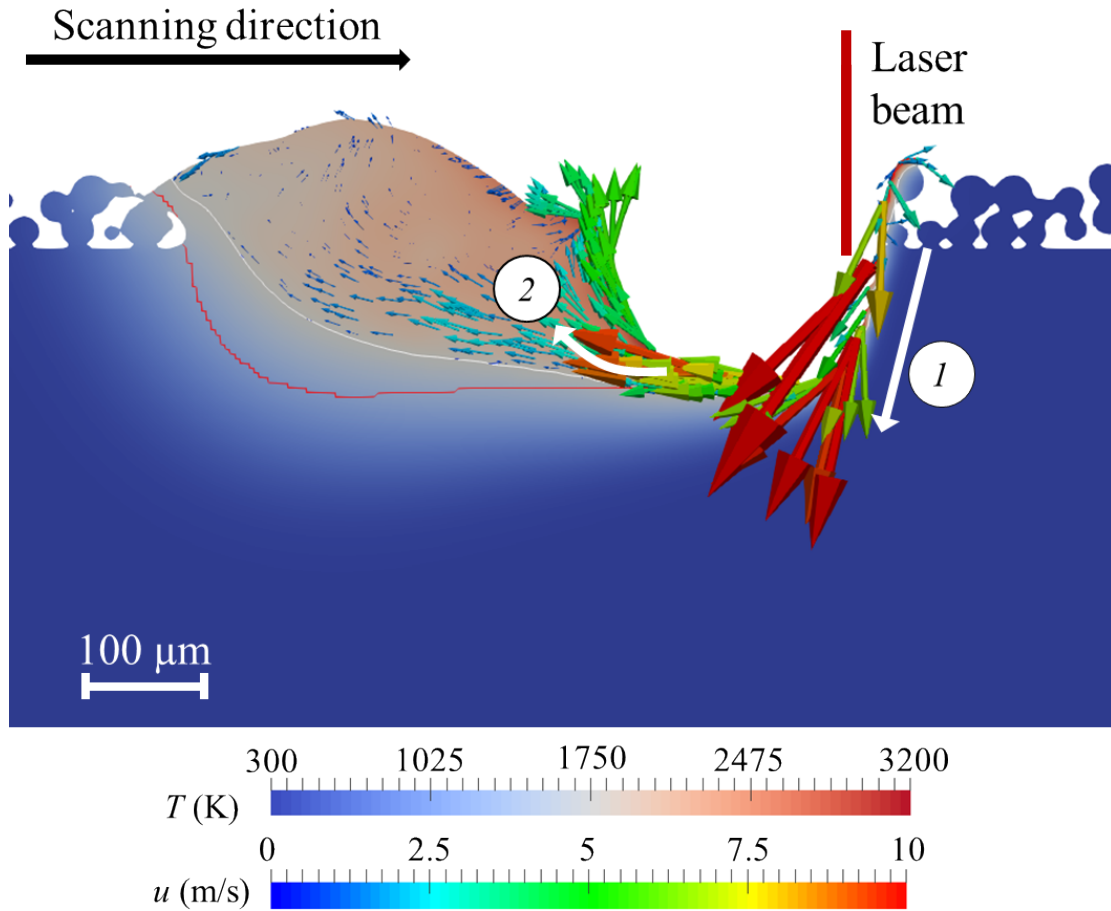 Scanning direction
Laser
beam
2
1
100 μm
300 1025 1750 2475 3200
T (K)
0 2.5 5 7.5 10
u (m/s)